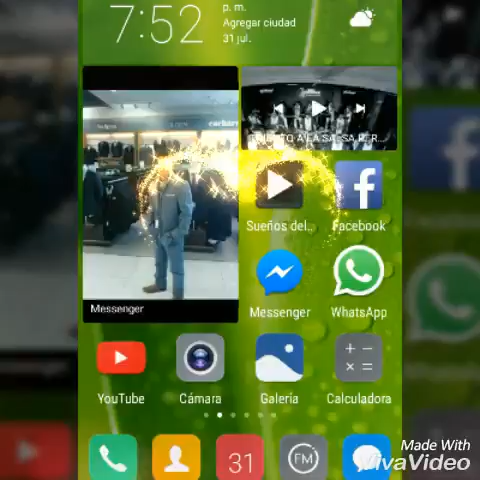 7:52
p. m.
Agregar ciudad
31 jul.
Sueños del..
Facebook
Messenger
Messenger
WhatsApp
YouTube
Cámara
Galería
Calculadora
31
FM
Made With
VivaVideo